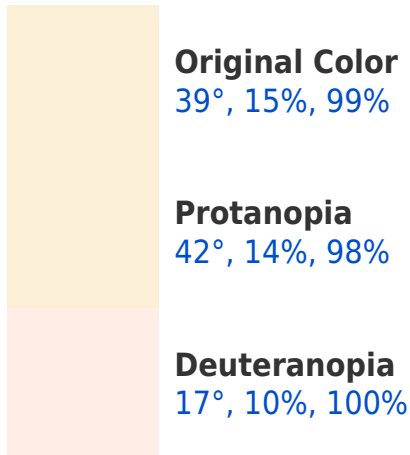 Original Color
39°, 15%, 99%
Protanopia
42°, 14%, 98%
Deuteranopia
17°, 10%, 100%